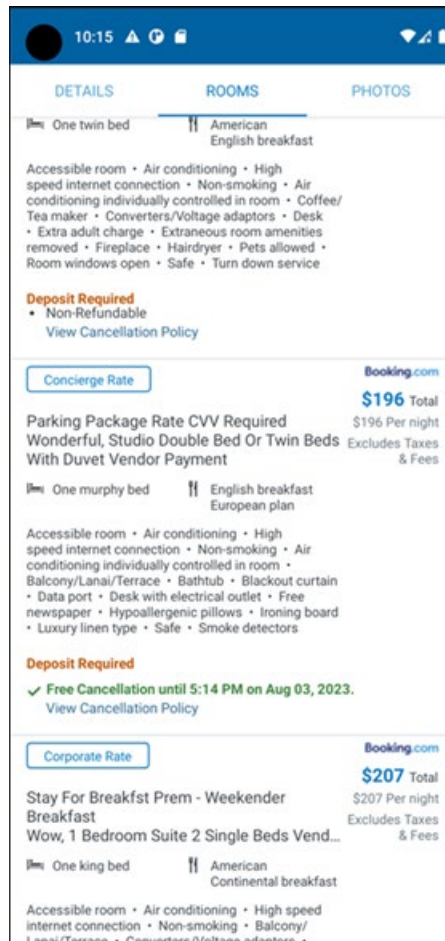 10:15
DETAILS
ROOMS
PHOTOS
One twin bed
American
English breakfast
Accessible room • Air conditioning • High
speed internet connection • Non-smoking • Air
conditioning individually controlled in room • Coffee/
Tea maker • Converters/Voltage adaptors • Desk
• Extra adult charge • Extraneous room amenities
removed • Fireplace • Hairdryer • Pets allowed •
Room windows open • Safe • Turn down service
Deposit Required
• Non-Refundable
View Cancellation Policy
Concierge Rate
Booking.com
$196 Total
$196 Per night
Excludes Taxes
& Fees
Parking Package Rate CVV Required
Wonderful, Studio Double Bed Or Twin Beds
With Duvet Vendor Payment
One murphy bed
English breakfast
European plan
Accessible room • Air conditioning • High
speed internet connection • Non-smoking • Air
conditioning individually controlled in room •
Balcony/Lanai/Terrace • Bathtub • Blackout curtain
• Data port • Desk with electrical outlet • Free
newspaper • Hypoallergenic pillows • Ironing board
• Luxury linen type • Safe • Smoke detectors
Deposit Required
Free Cancellation until 5:14 PM on Aug 03, 2023.
View Cancellation Policy
Corporate Rate
Booking.com
$207 Total
$207 Per night
Excludes Taxes
& Fees
Stay For Breakfst Prem - Weekender
Breakfast
Wow, 1 Bedroom Suite 2 Single Beds Vend...
One king bed
American
Continental breakfast
Accessible room • Air conditioning • High speed
internet connection • Non-smoking • Balcony/
Lanai/Terrace • Converters/Voltage adaptors •